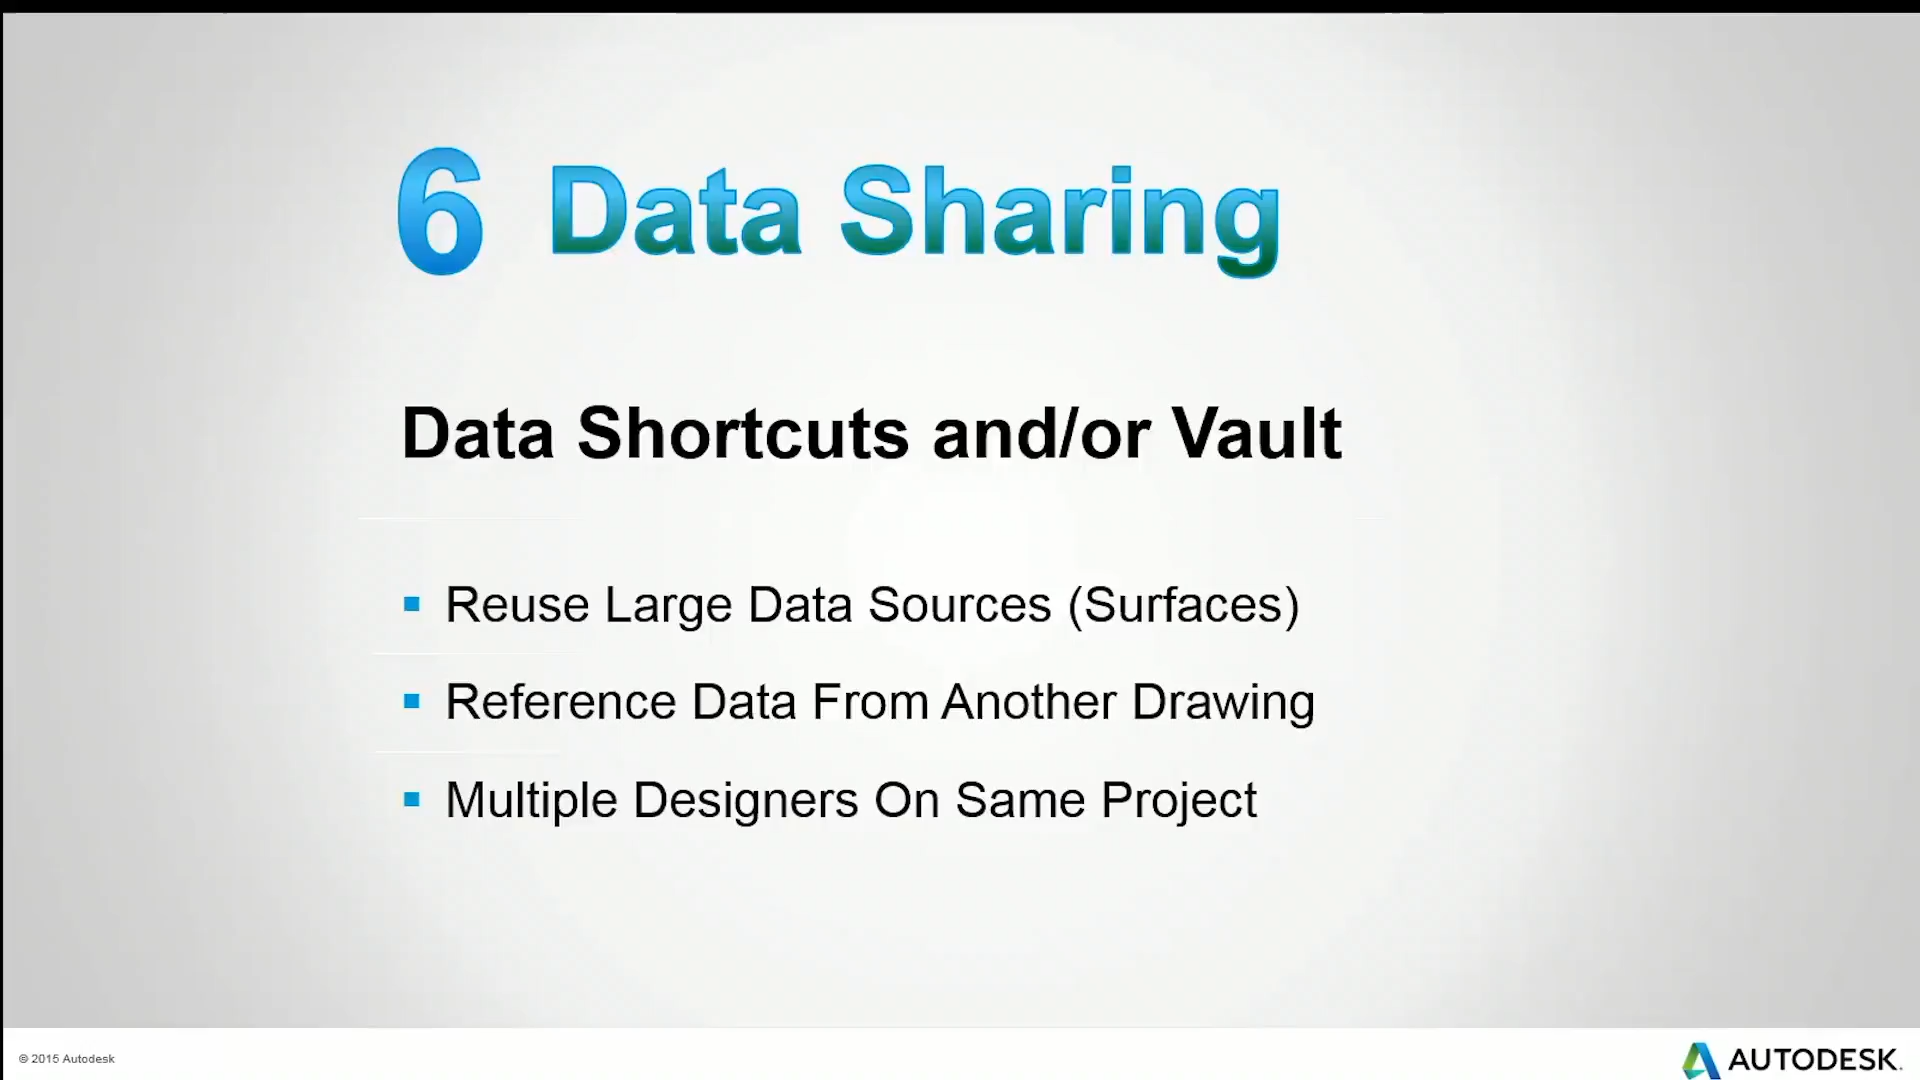 6 Data Sharing
Data Shortcuts and/or Vault
▪ Reuse Large Data Sources (Surfaces)
▪ Reference Data From Another Drawing
▪ Multiple Designers On Same Project
© 2015 Autodesk
AUTODESK.